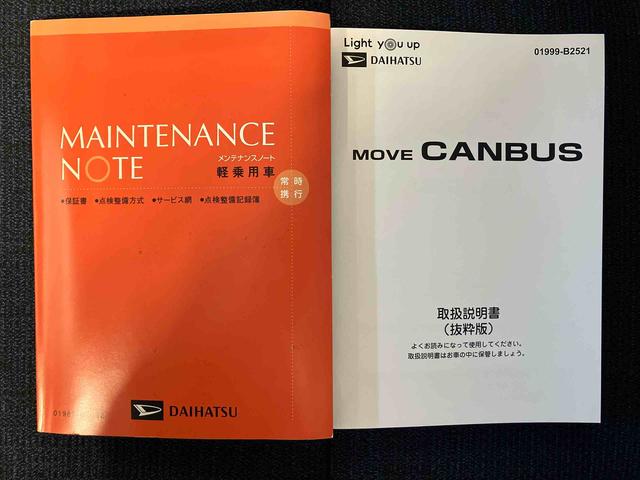 MAINTENANCE
NOTE
メンテナンスノート
軽乗用車
常時
携行
●保証書 ●点検整備方式 ●サービス網 ●点検整備記録簿
DAIHATSU
Light you up
DAIHATSU
01999-B2521
MOVE CANBUS
取扱説明書
（抜粋版）
よくお読みになって使用してください。
取扱説明書はお車の中に保管しましょう。